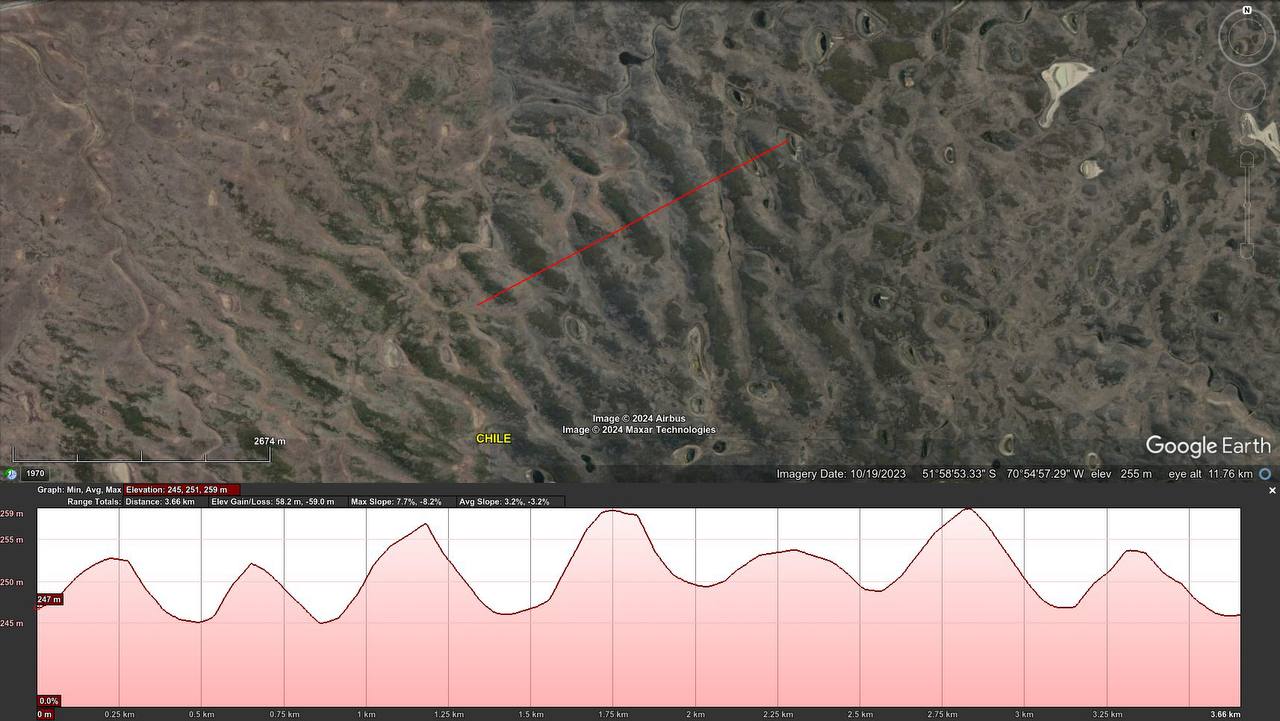 N
2674 m
CHILE
Image © 2024 Airbus
Image © 2024 Maxar Technologies
Google Earth
1970
Imagery Date: 10/19/2023 51°58'53.33" S 70°54'57.29" W elev 255 m eye alt 11.76 km
Graph: Min, Avg, Max Elevation: 245, 251, 259 m
Range Totals: Distance: 3.66 km Elev Gain/Loss: 58.2 m, -59.0 m Max Slope: 7.7%, -8.2% Avg Slope: 3.2%, -3.2%
259 m
255 m
250 m
247 m
245 m
0.0%
0 m 0.25 km 0.5 km 0.75 km 1 km 1.25 km 1.5 km 1.75 km 2 km 2.25 km 2.5 km 2.75 km 3 km 3.25 km 3.66 km